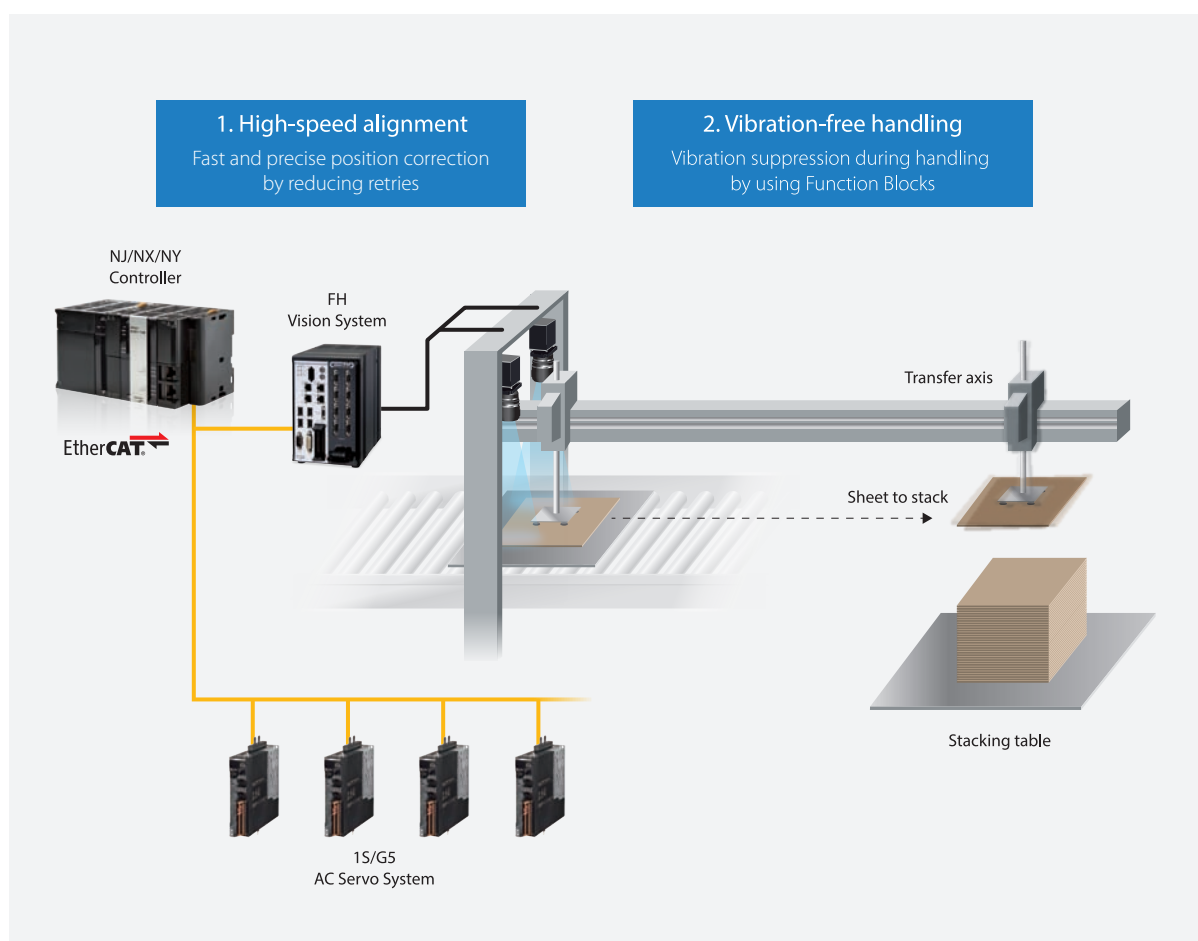 1. High-speed alignment
Fast and precise position correction
by reducing retries
2. Vibration-free handling
Vibration suppression during handling
by using Function Blocks
NJ/NX/NY
Controller
FH
Vision System
EtherCAT®
Transfer axis
Sheet to stack
Stacking table
1S/G5
AC Servo System